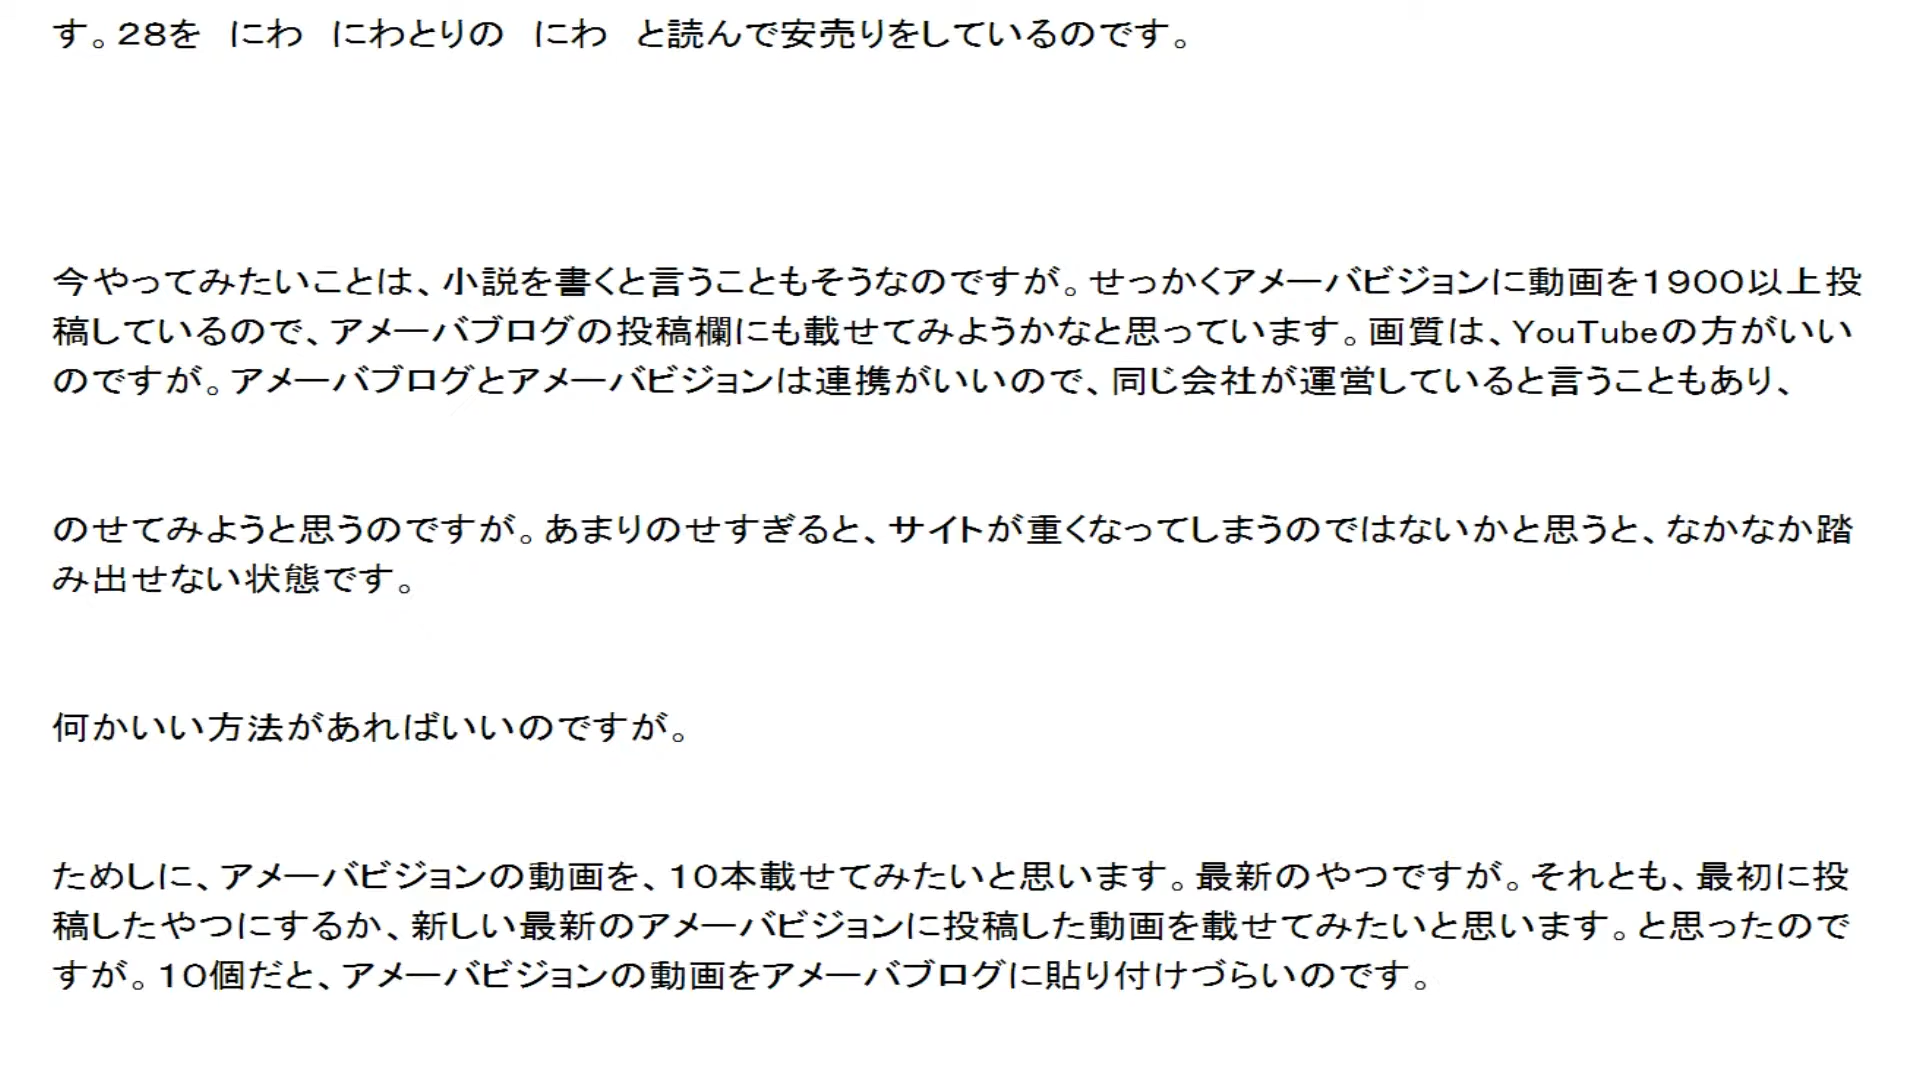 す。28を　にわ　にわとりの　にわ　と読んで安売りをしているのです。
今やってみたいことは、小説を書くと言うこともそうなのですが。せっかくアメーバビジョンに動画を１９００以上投
稿しているので、アメーバブログの投稿欄にも載せてみようかなと思っています。画質は、YouTubeの方がいい
のですが。アメーバブログとアメーバビジョンは連携がいいので、同じ会社が運営していると言うこともあり、
のせてみようと思うのですが。あまりのせすぎると、サイトが重くなってしまうのではないかと思うと、なかなか踏
み出せない状態です。
何かいい方法があればいいのですが。
ためしに、アメーバビジョンの動画を、１０本載せてみたいと思います。最新のやつですが。それとも、最初に投
稿したやつにするか、新しい最新のアメーバビジョンに投稿した動画を載せてみたいと思います。と思ったので
すが。１０個だと、アメーバビジョンの動画をアメーバブログに貼り付けづらいのです。